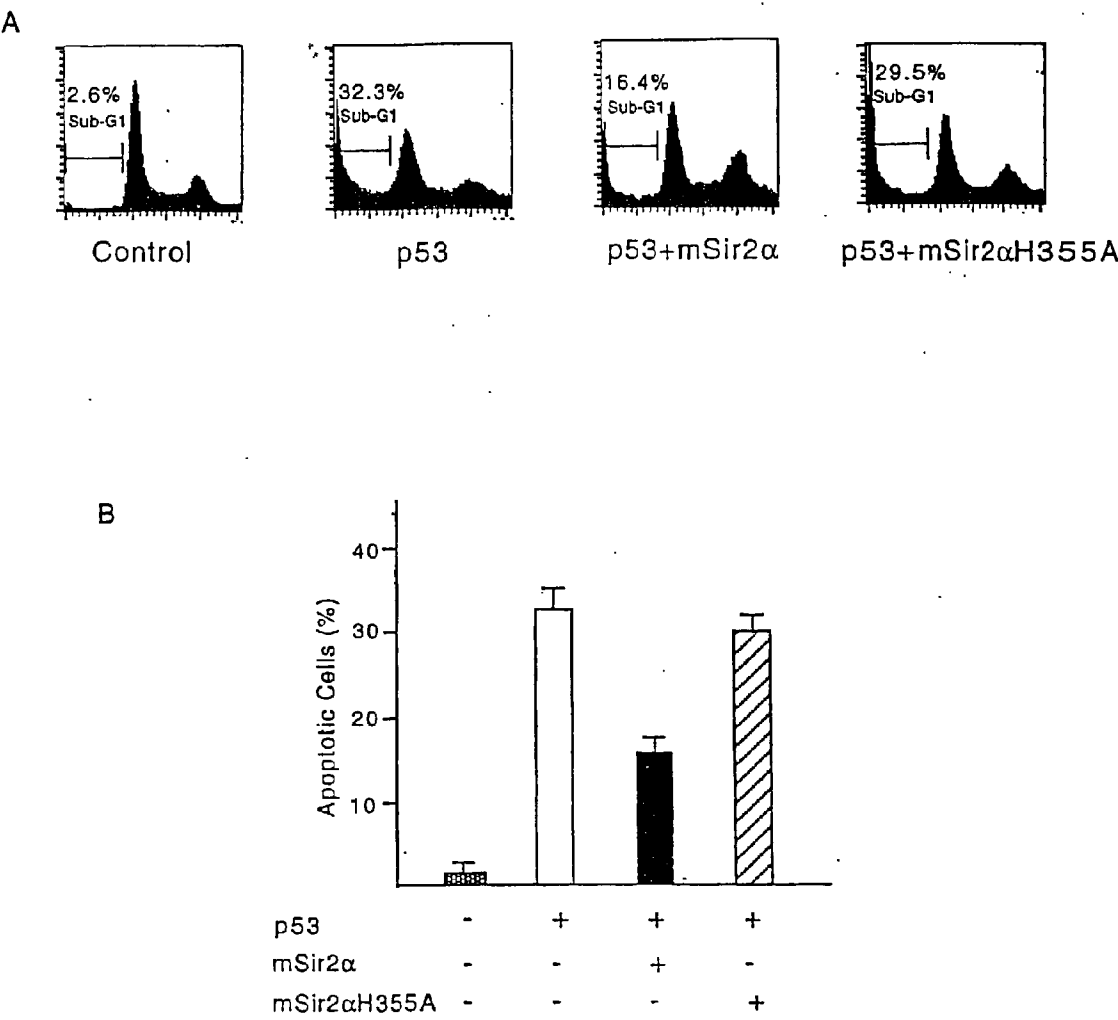 A
2.6%
Sub-G1
32.3%
Sub-G1
16.4%
Sub-G1
29.5%
Sub-G1
Control
p53
p53+mSir2α
p53+mSir2αH355A
B
Apoptotic Cells (%)
40
30
20
10
p53 - + + +
mSir2α - - + -
mSir2αH355A - - - +